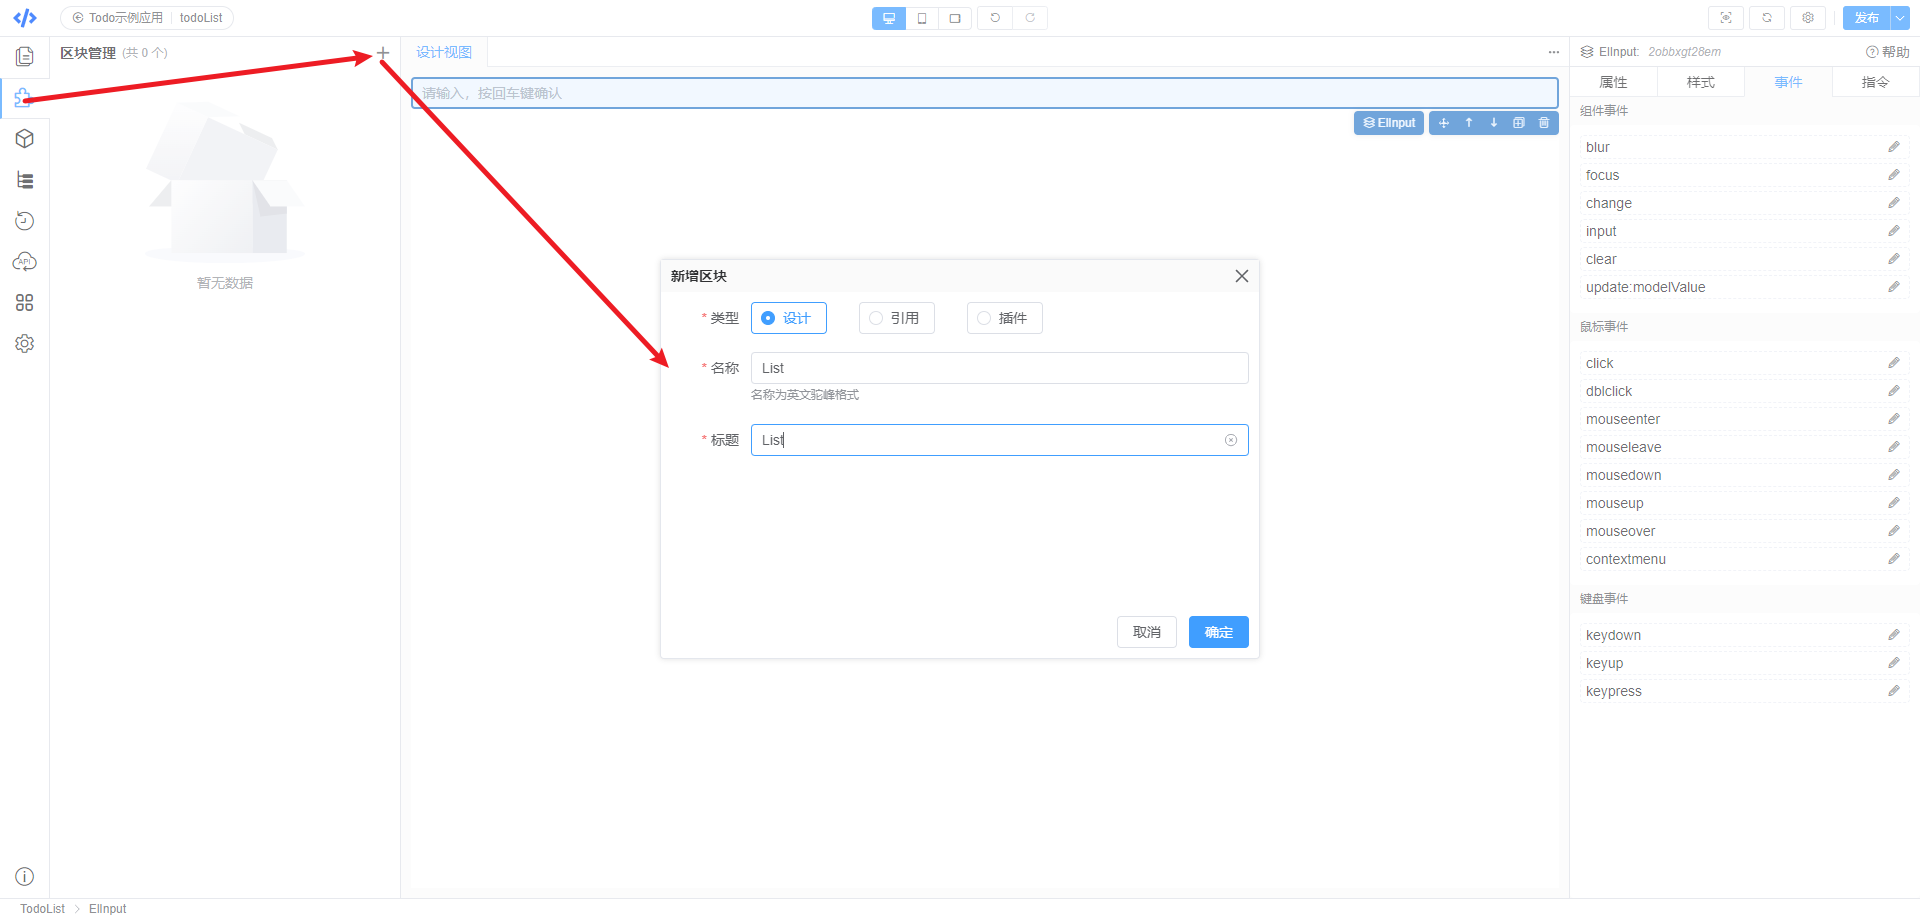 Todo示例应用
todoList
发布
区块管理 (共 0 个)
设计视图
ElInput: 2obbxgt28em
帮助
属性
样式
事件
指令
请输入，按回车键确认
ElInput
API
暂无数据
新增区块
* 类型
设计
引用
插件
* 名称
List
名称为英文驼峰格式
* 标题
List
取消
确定
组件事件
blur
focus
change
input
clear
update:modelValue
鼠标事件
click
dblclick
mouseenter
mouseleave
mousedown
mouseup
mouseover
contextmenu
键盘事件
keydown
keyup
keypress
TodoList > ElInput